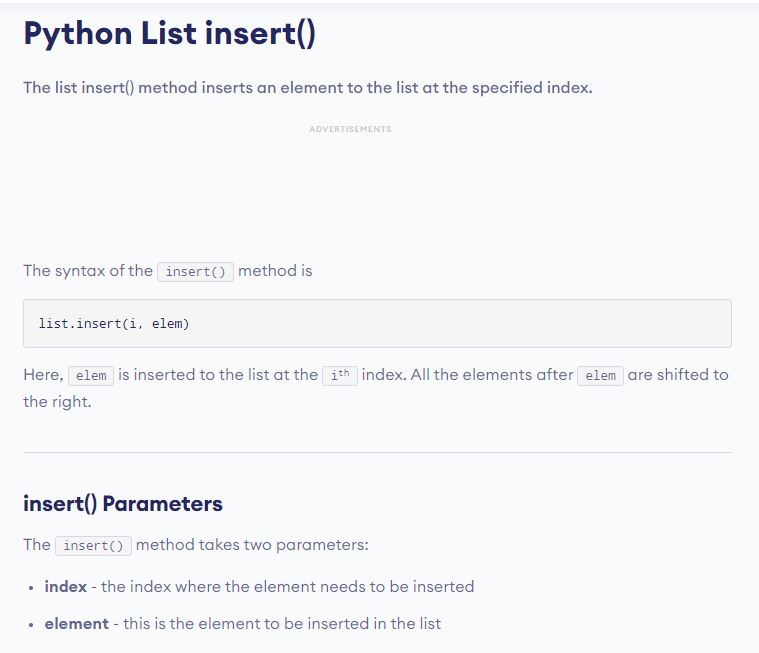 Python List insert()
The list insert() method inserts an element to the list at the specified index.
ADVERTISEMENTS
The syntax of the insert() method is
list.insert(i, elem)
Here, elem is inserted to the list at the iᵗʰ index. All the elements after elem are shifted to
the right.
insert() Parameters
The insert() method takes two parameters:
• index - the index where the element needs to be inserted
• element - this is the element to be inserted in the list